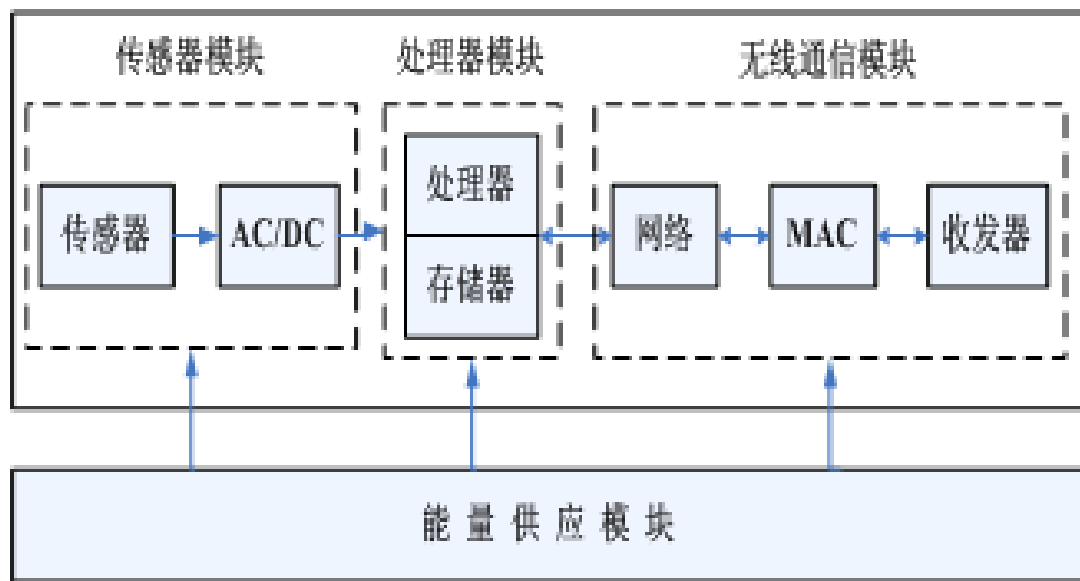 传感器模块
处理器模块
无线通信模块
传感器
AC/DC
处理器
存储器
网络
MAC
收发器
能量供应模块